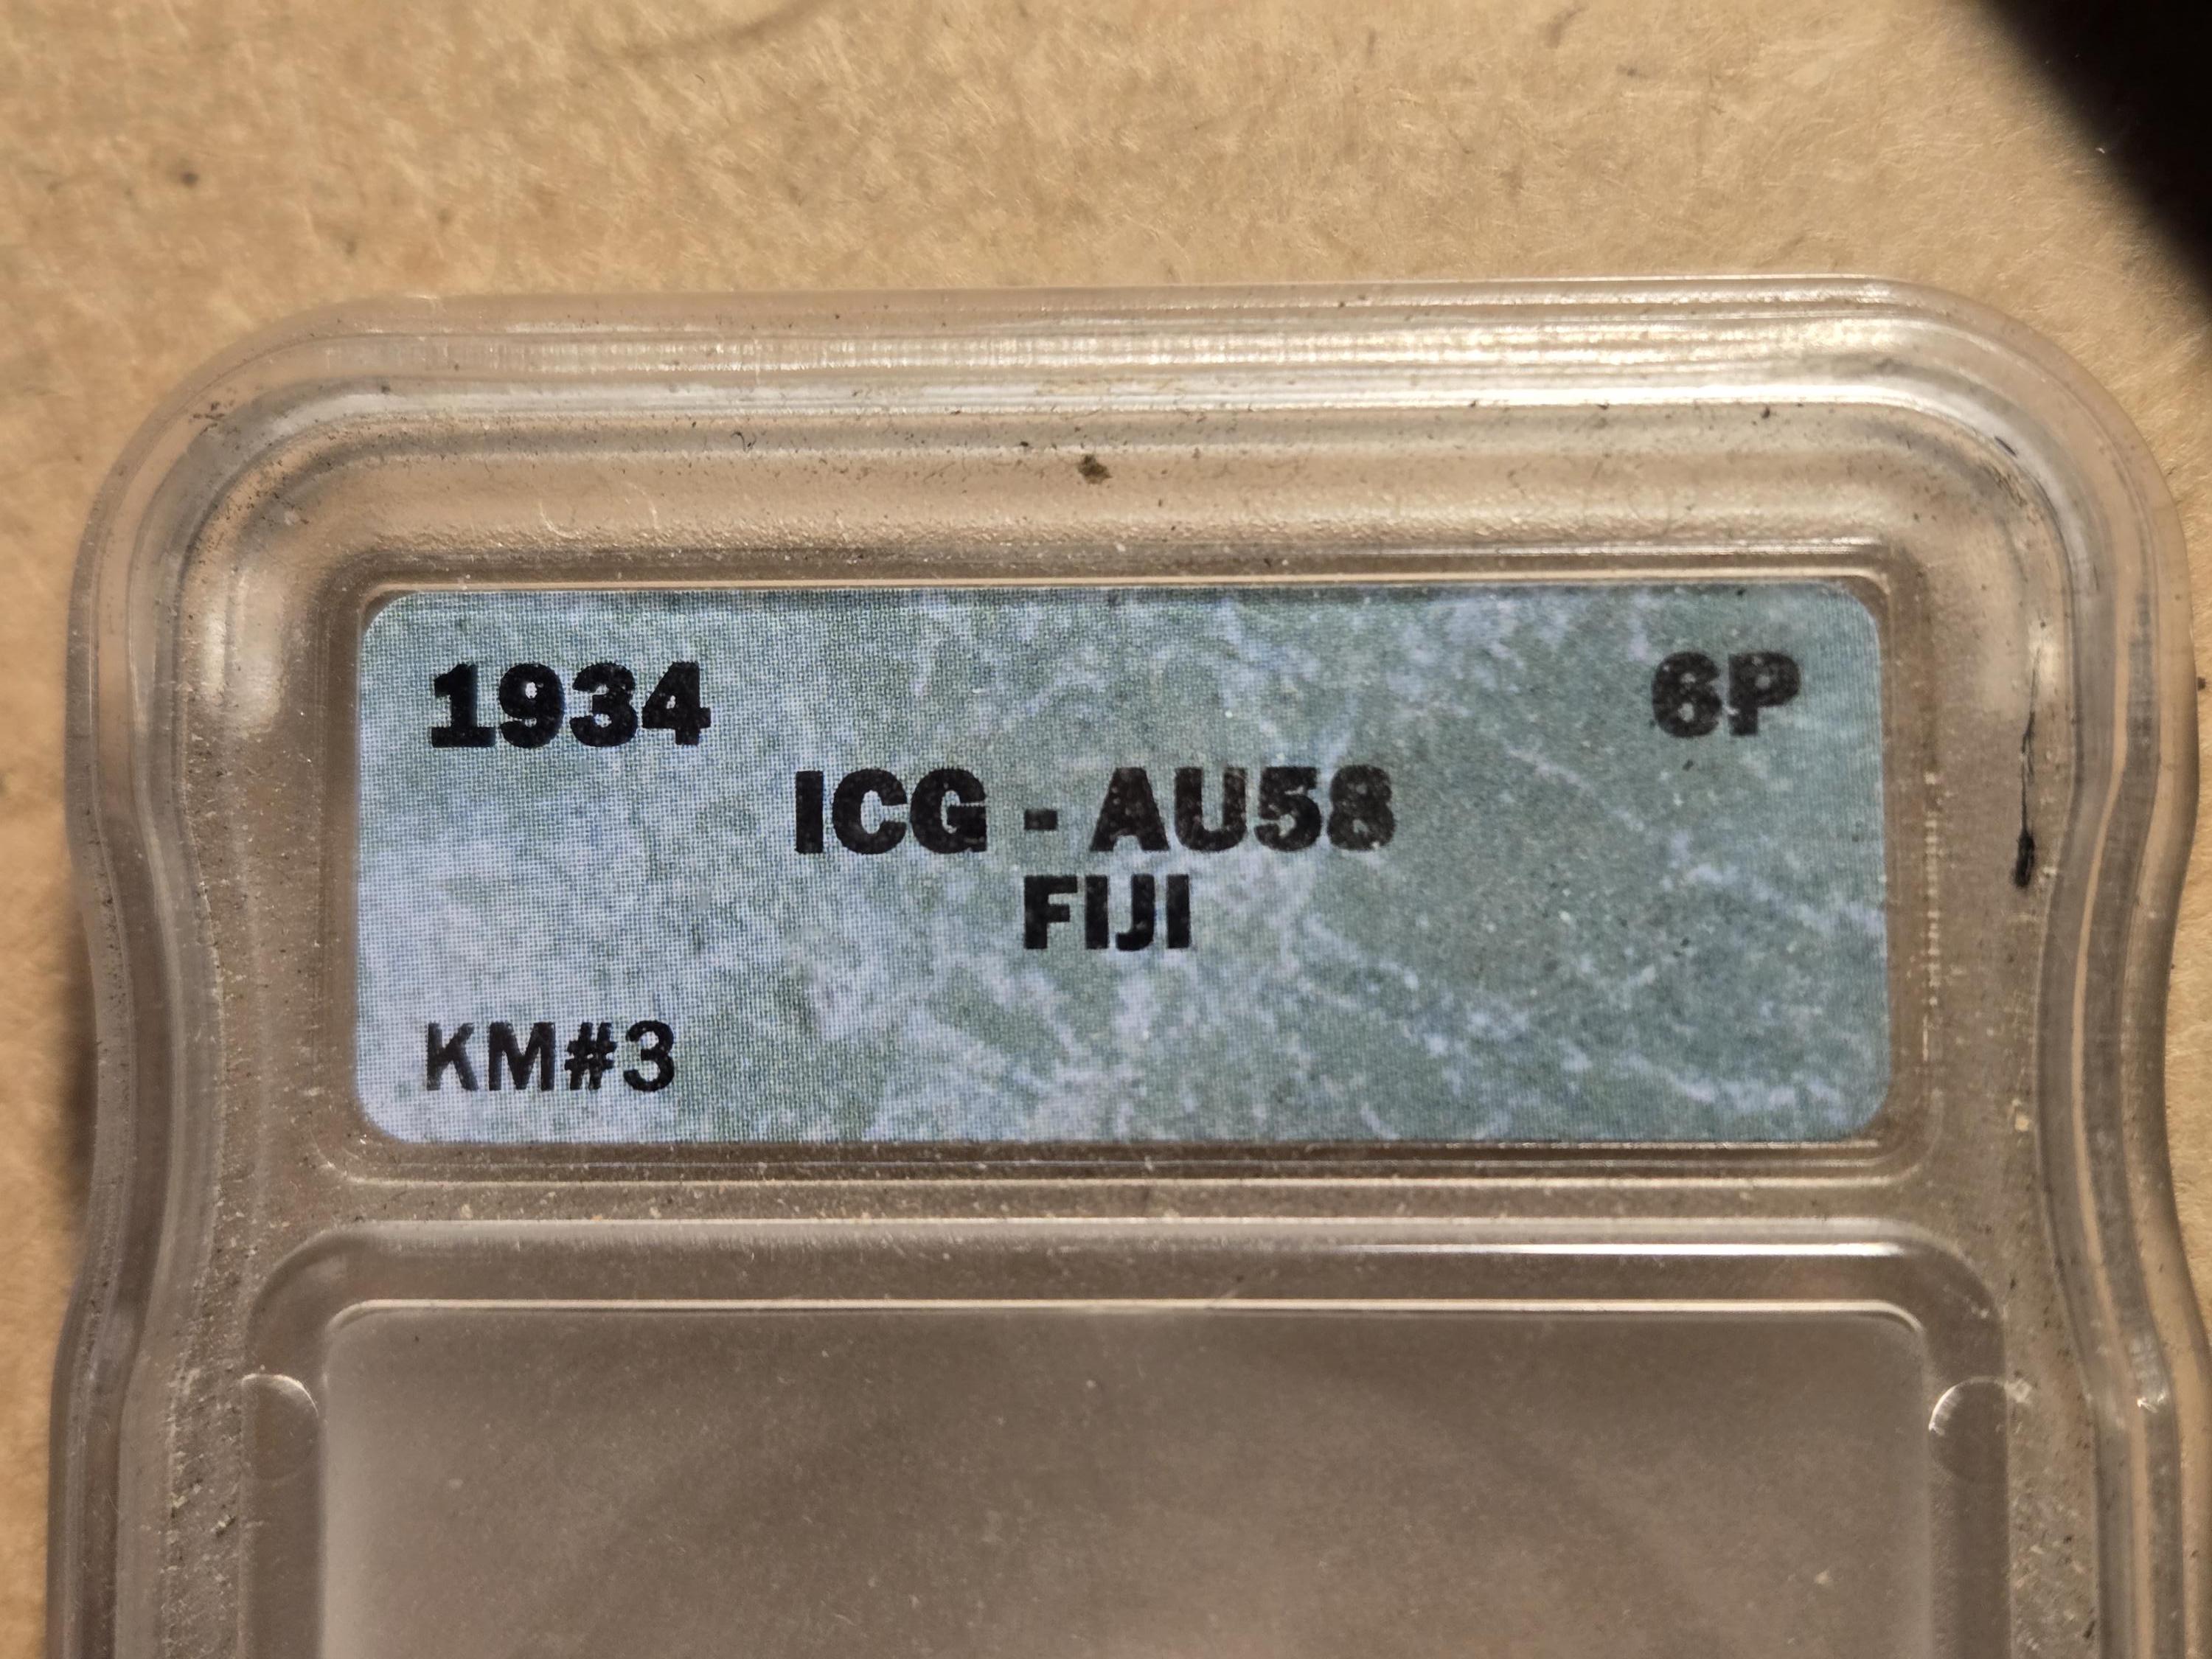 1934 6P
ICG - AU58
FIJI
KM#3